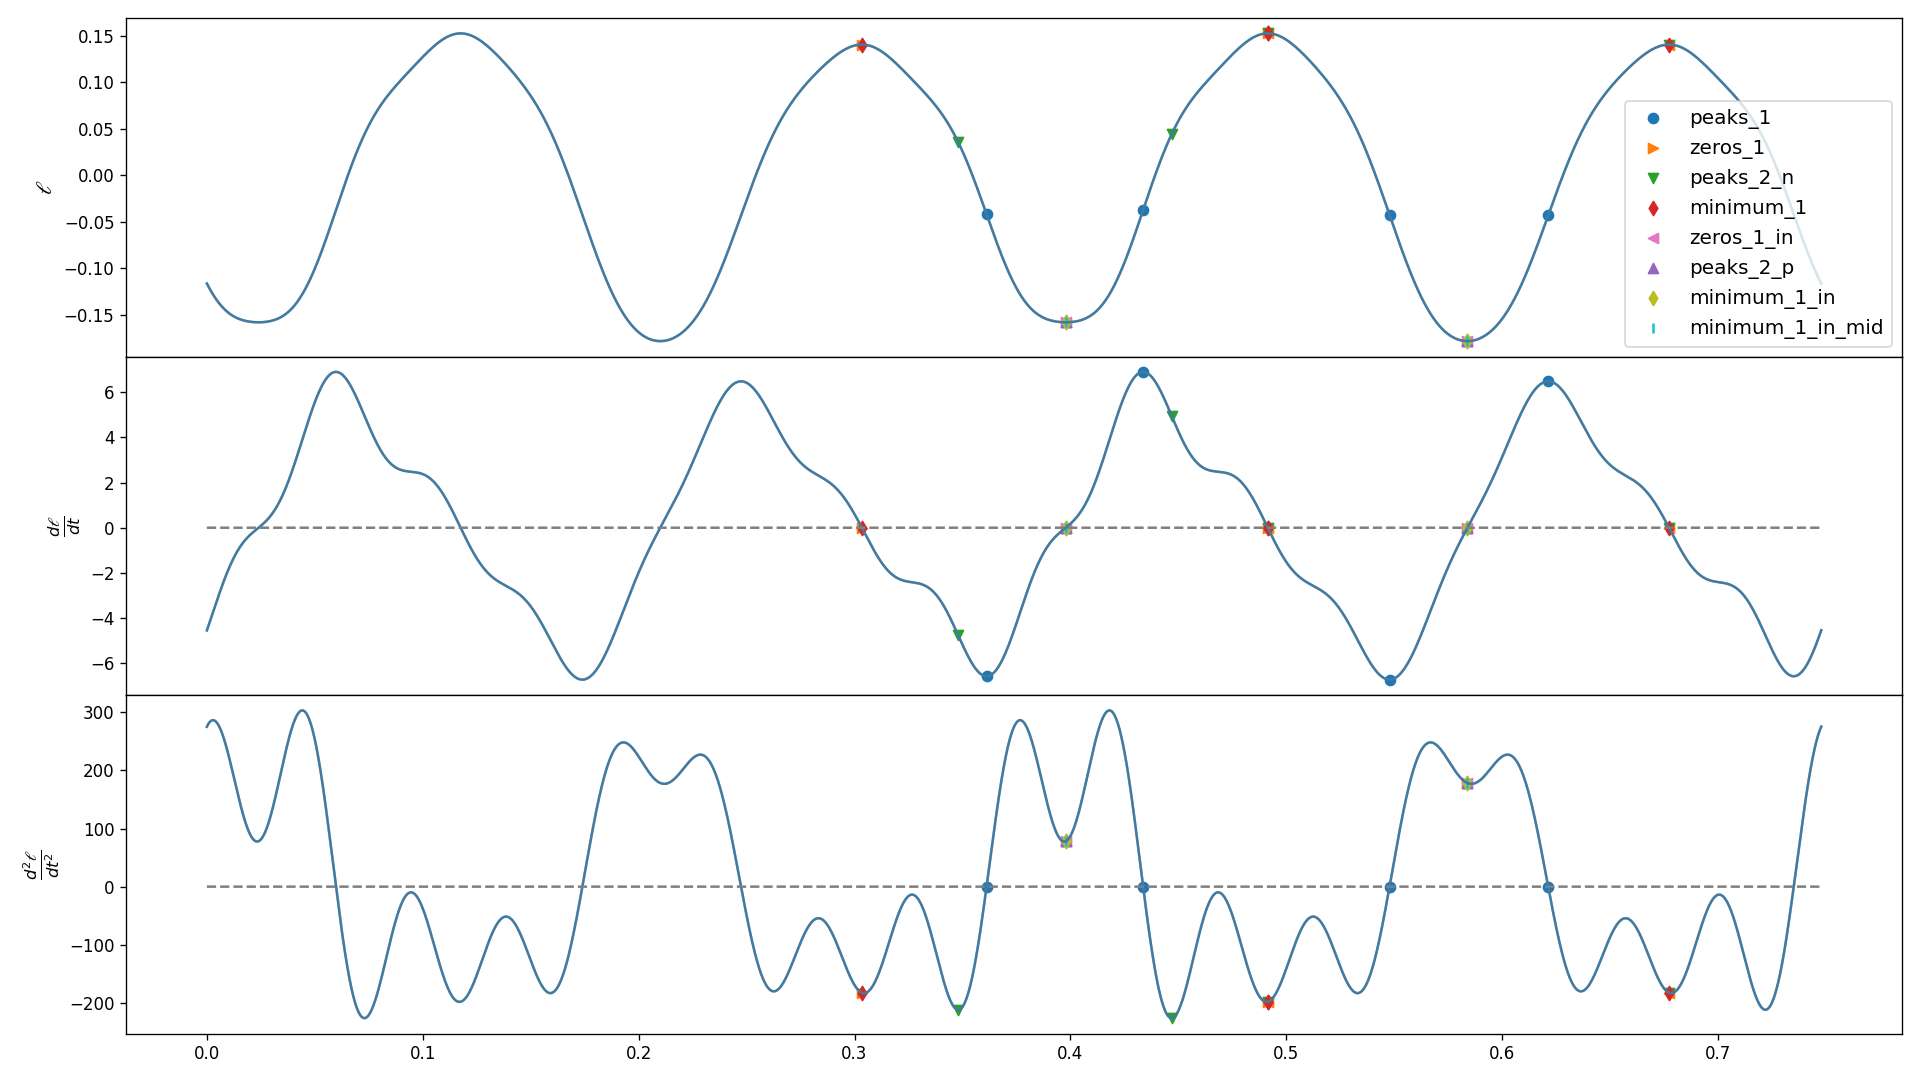 0.15
0.10
0.05
0.00
−0.05
−0.10
−0.15
ℓ
peaks_1
zeros_1
peaks_2_n
minimum_1
zeros_1_in
peaks_2_p
minimum_1_in
minimum_1_in_mid
6
4
2
0
−2
−4
−6
dℓ
dt
300
200
100
0
−100
−200
d²ℓ
dt²
0.0 0.1 0.2 0.3 0.4 0.5 0.6 0.7